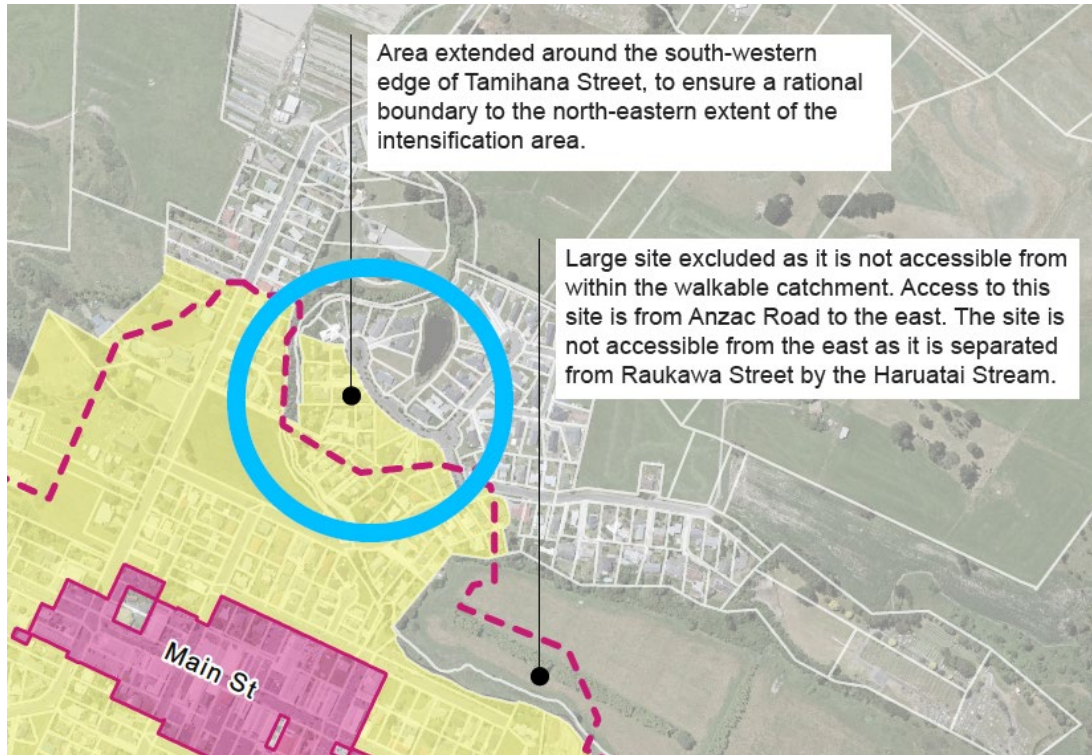 Area extended around the south-western
edge of Tamihana Street, to ensure a rational
boundary to the north-eastern extent of the
intensification area.
Large site excluded as it is not accessible from
within the walkable catchment. Access to this
site is from Anzac Road to the east. The site is
not accessible from the east as it is separated
from Raukawa Street by the Haruatai Stream.
Main St